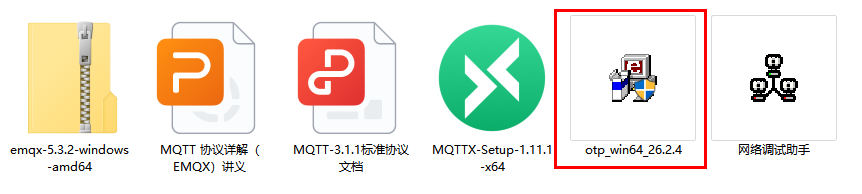 emqx-5.3.2-windows
-amd64
MQTT 协议详解（
EMQX）讲义
MQTT-3.1.1标准协议
文档
MQTTX-Setup-1.11.1
-x64
otp_win64_26.2.4
网络调试助手